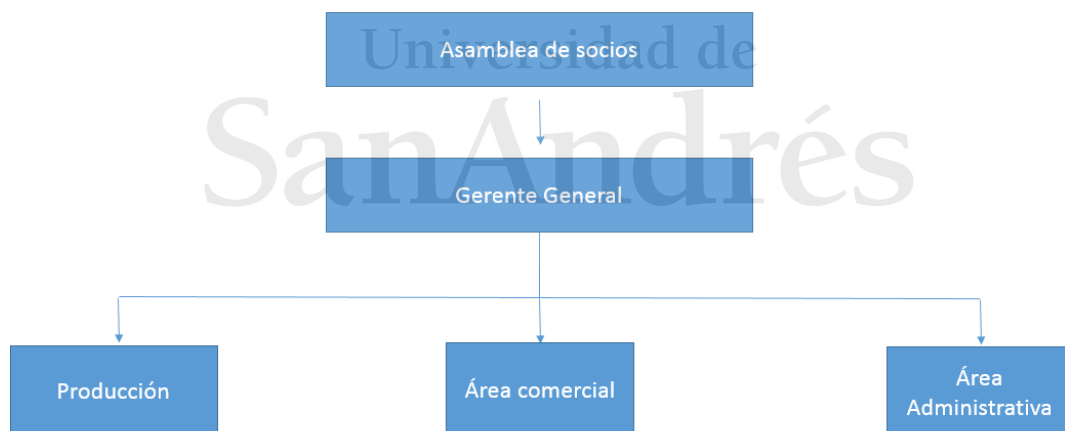 Universidad de
Asamblea de socios
SanAndrés
Gerente General
Producción
Área comercial
Área
Administrativa